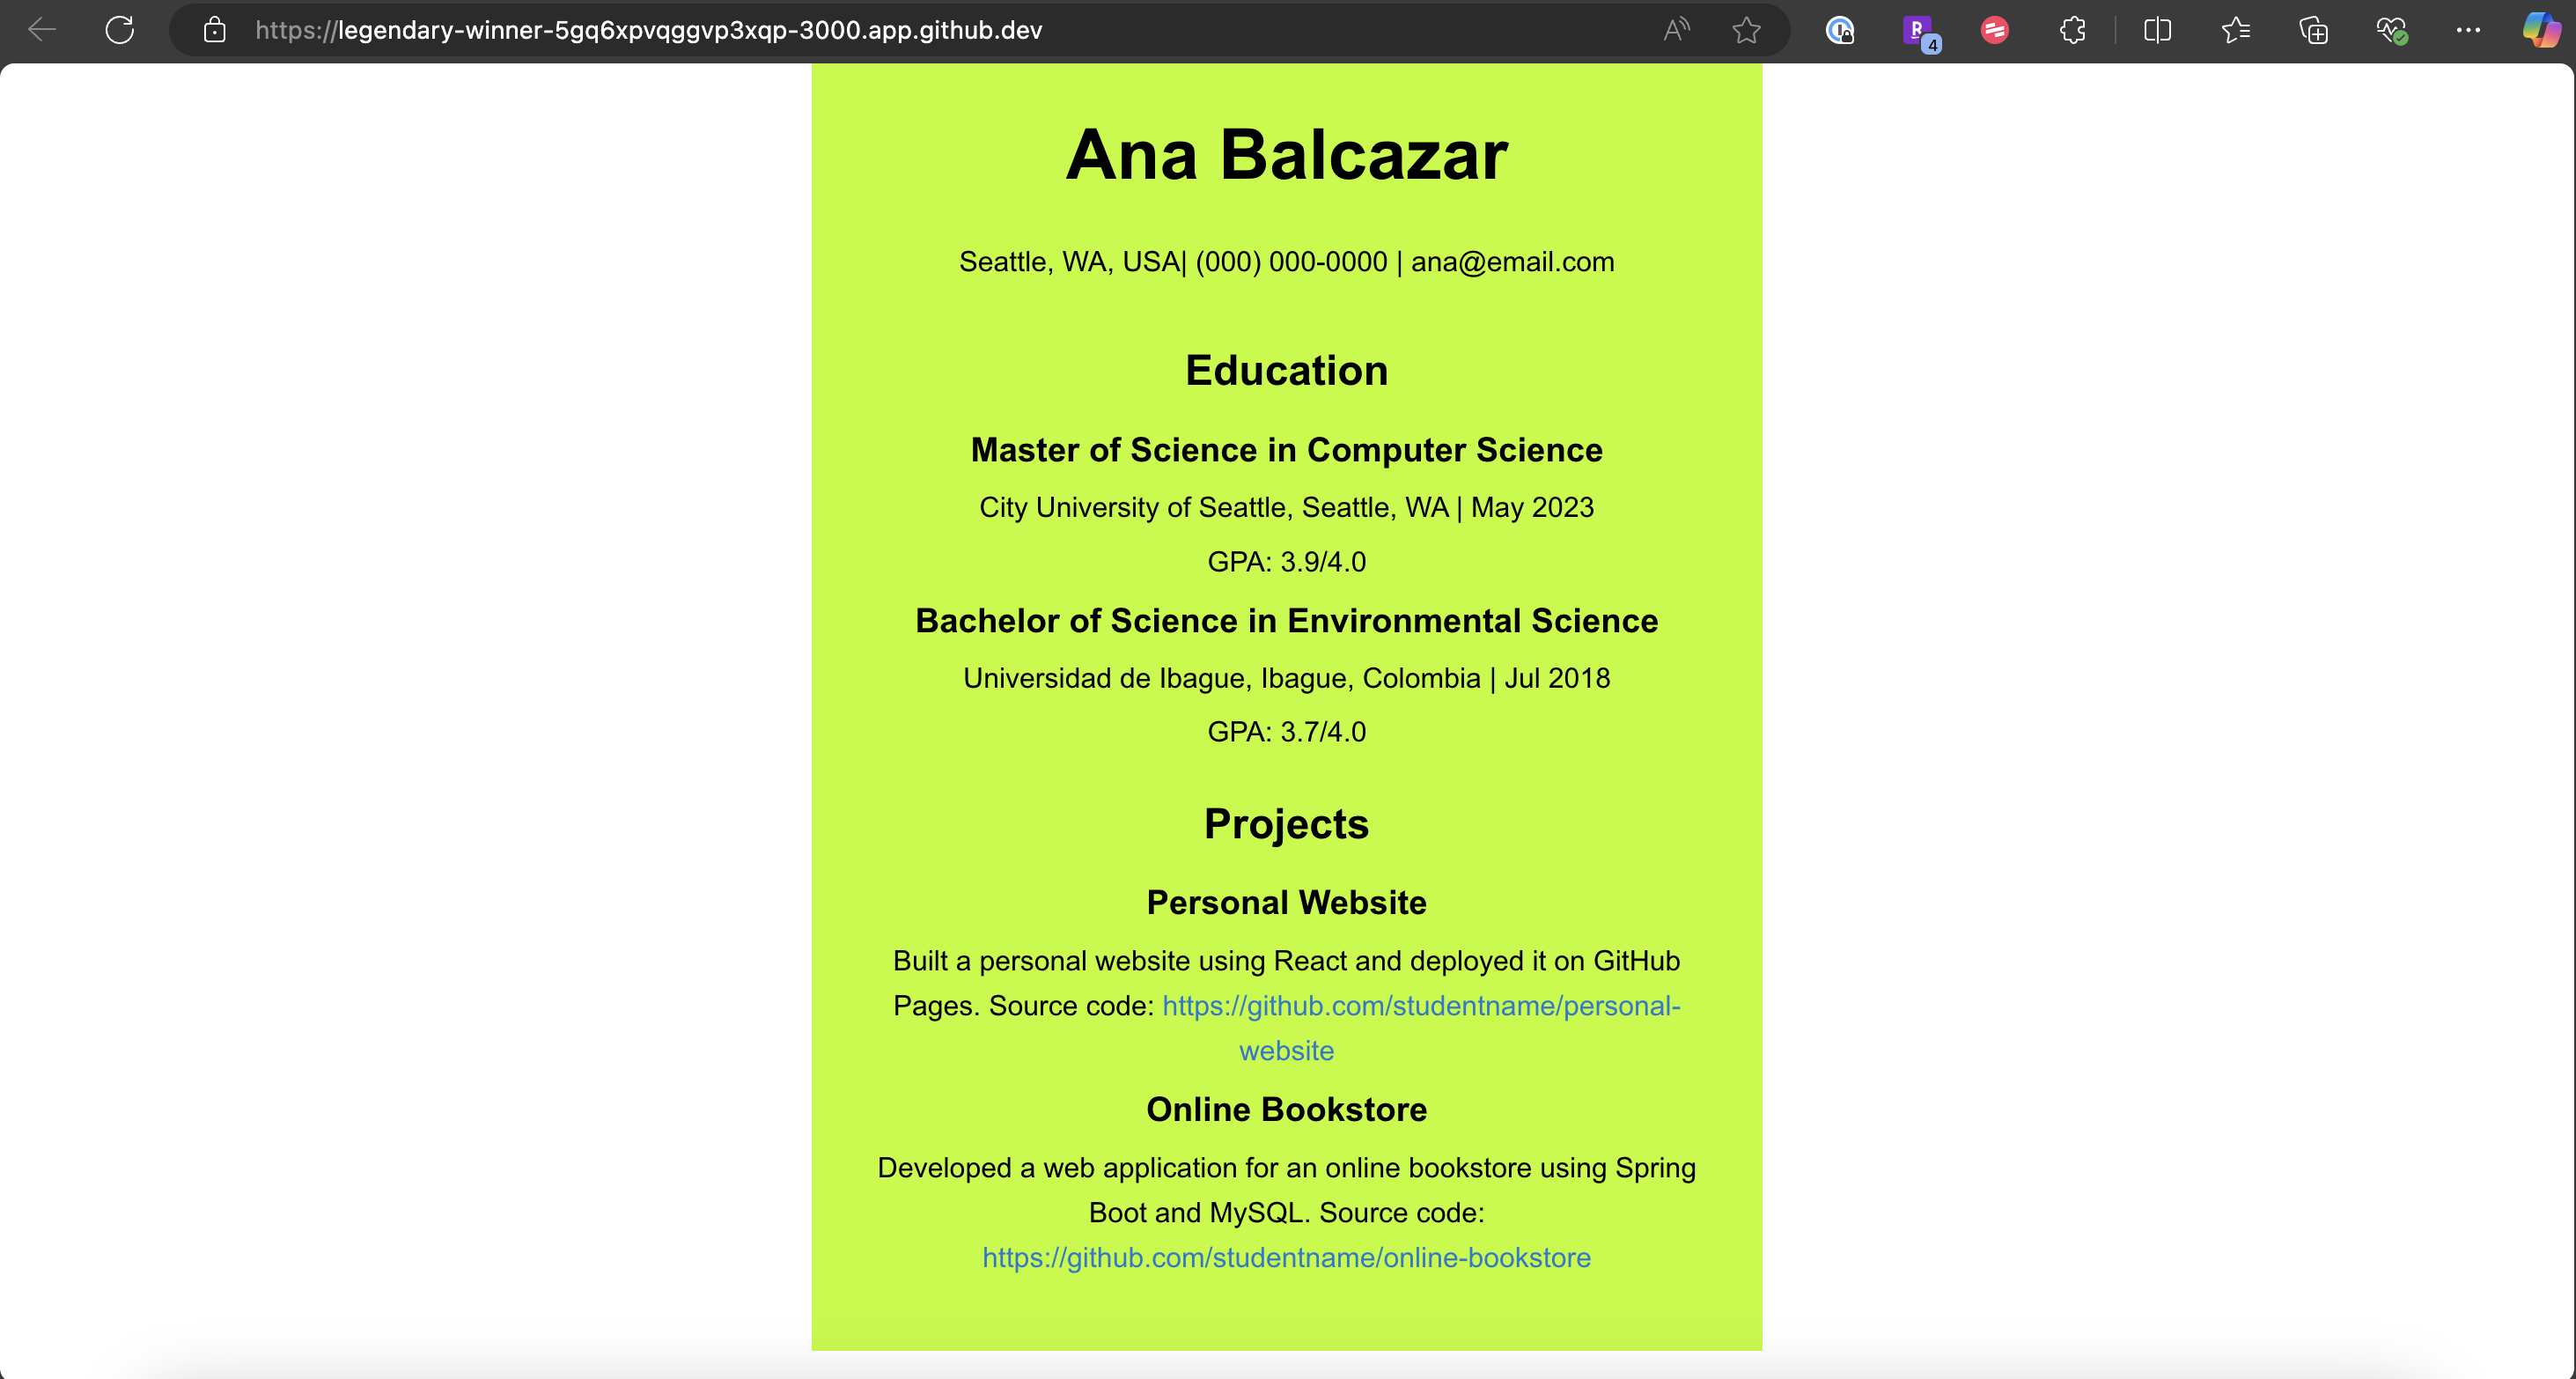 https://legendary-winner-5gq6xpvqggvp3xqp-3000.app.github.dev
4
Ana Balcazar
Seattle, WA, USA| (000) 000-0000 | ana@email.com
Education
Master of Science in Computer Science
City University of Seattle, Seattle, WA | May 2023
GPA: 3.9/4.0
Bachelor of Science in Environmental Science
Universidad de Ibague, Ibague, Colombia | Jul 2018
GPA: 3.7/4.0
Projects
Personal Website
Built a personal website using React and deployed it on GitHub
Pages. Source code: https://github.com/studentname/personal-
website
Online Bookstore
Developed a web application for an online bookstore using Spring
Boot and MySQL. Source code:
https://github.com/studentname/online-bookstore